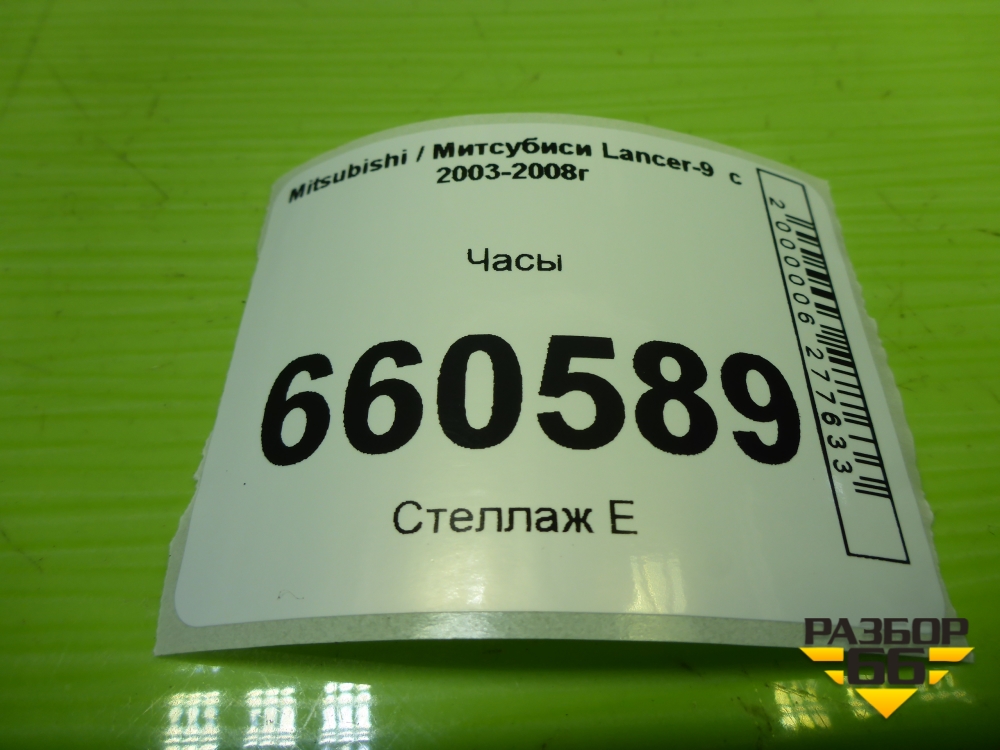 Mitsubishi / Митсубиси Lancer-9 с
2003-2008г
Часы
660589
Стеллаж Е
2000006277633
РАЗБОР
66